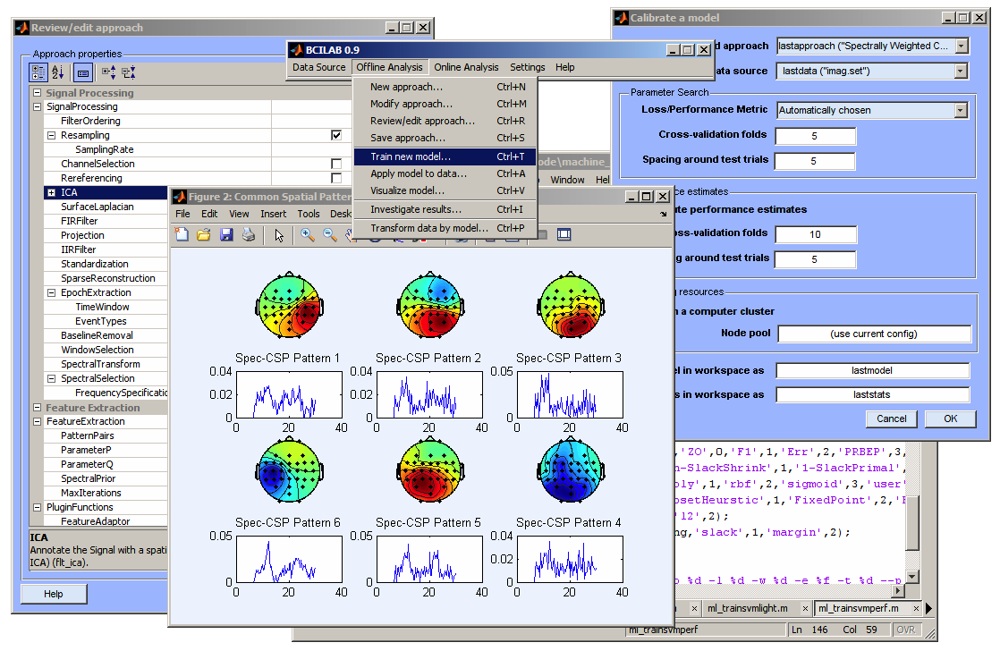 Review/edit approach
Approach properties
Signal Processing
SignalProcessing
FilterOrdering
Resampling
SamplingRate
ChannelSelection
Rereferencing
ICA
SurfaceLaplacian
FIRFilter
Projection
IIRFilter
Standardization
SparseReconstruction
EpochExtraction
TimeWindow
EventTypes
BaselineRemoval
WindowSelection
SpectralTransform
SpectralSelection
FrequencySpecificatio
Feature Extraction
FeatureExtraction
PatternPairs
ParameterP
ParameterQ
SpectralPrior
MaxIterations
PluginFunctions
FeatureAdaptor
ICA
Annotate the Signal with a spati
ICA) (flt_ica).
Help
BCILAB 0.9
Data Source Offline Analysis Online Analysis Settings Help
New approach... Ctrl+N
Modify approach... Ctrl+M
Review/edit approach... Ctrl+R
Save approach... Ctrl+S
Train new model... Ctrl+T
Apply model to data... Ctrl+A
Visualize model... Ctrl+V
Investigate results... Ctrl+I
Transform data by model... Ctrl+P
ode\machine_
Window Hel
Figure 2: Common Spatial Patter
File Edit View Insert Tools Desk
Spec-CSP Pattern 1 Spec-CSP Pattern 2 Spec-CSP Pattern 3
0.04 0.04 0.05
0.02 0.02
0 0 0
0 20 40 0 20 40 0 20 40
Spec-CSP Pattern 6 Spec-CSP Pattern 5 Spec-CSP Pattern 4
0.05 0.05 0.04
0.02
0 0 0
0 20 40 0 20 40 0 20 40
Calibrate a model
d approach lastapproach ("Spectrally Weighted C...
ata source lastdata ("imag.set")
Parameter Search
Loss/Performance Metric Automatically chosen
Cross-validation folds 5
Spacing around test trials 5
ce estimates
ute performance estimates
oss-validation folds 10
ng around test trials 5
g resources
n a computer cluster
Node pool (use current config)
el in workspace as lastmodel
s in workspace as laststats
Cancel OK
,'ZO',0,'F1',1,'Err',2,'PRBEP',3,
n-SlackShrink',1,'1-SlackPrimal',
oly',1,'rbf',2,'sigmoid',3,'user'
osetHeurstic',1,'FixedPoint',2,'
'l2',2);
ng,'slack',1,'margin',2);
%d -l %d -w %d -e %f -t %d --p
ml_trainsvmlight.m ml_trainsvmperf.m
ml_trainsvmperf Ln 146 Col 59 OVR